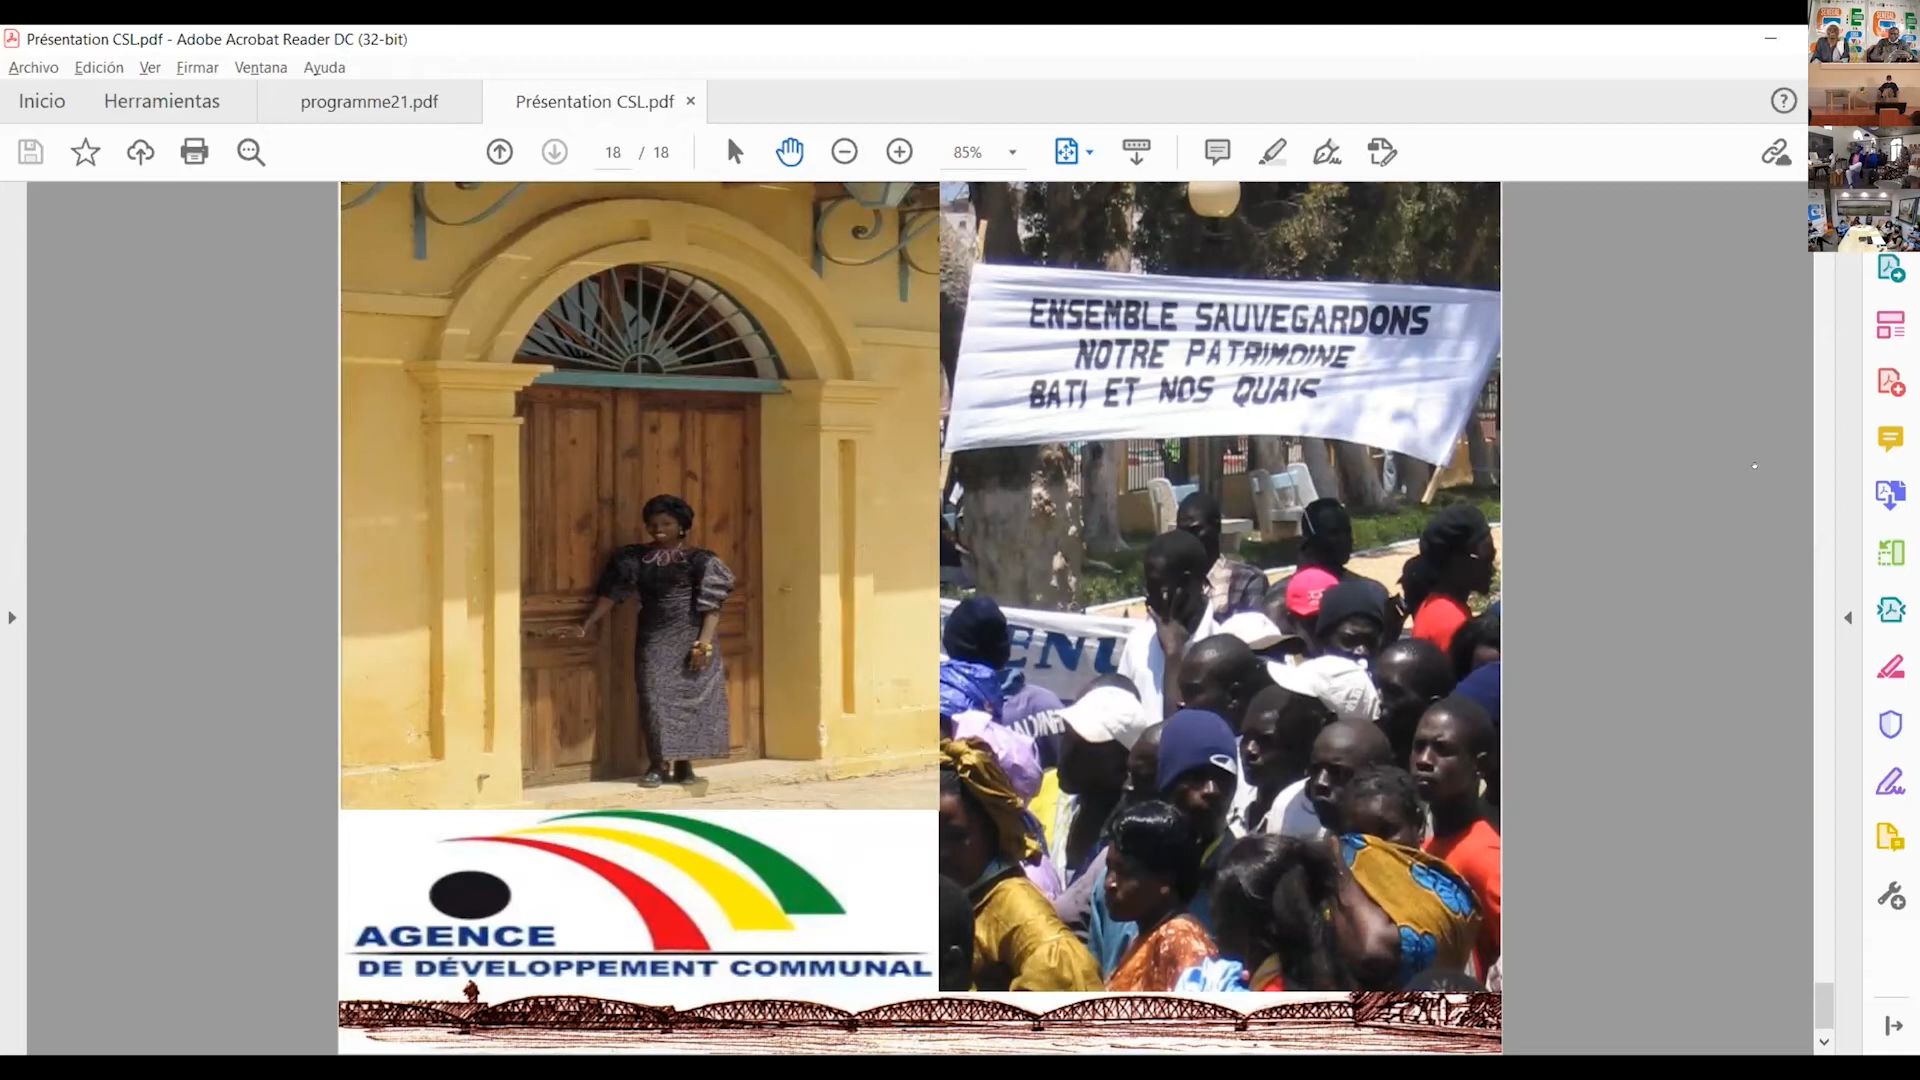 Présentation CSL.pdf - Adobe Acrobat Reader DC (32-bit)
Archivo Edición Ver Firmar Ventana Ayuda
Inicio Herramientas programme21.pdf Présentation CSL.pdf ×
18 / 18 85%
ENSEMBLE SAUVEGARDONS
NOTRE PATRIMOINE
BATI ET NOS QUAIS
AGENCE
DE DÉVELOPPEMENT COMMUNAL